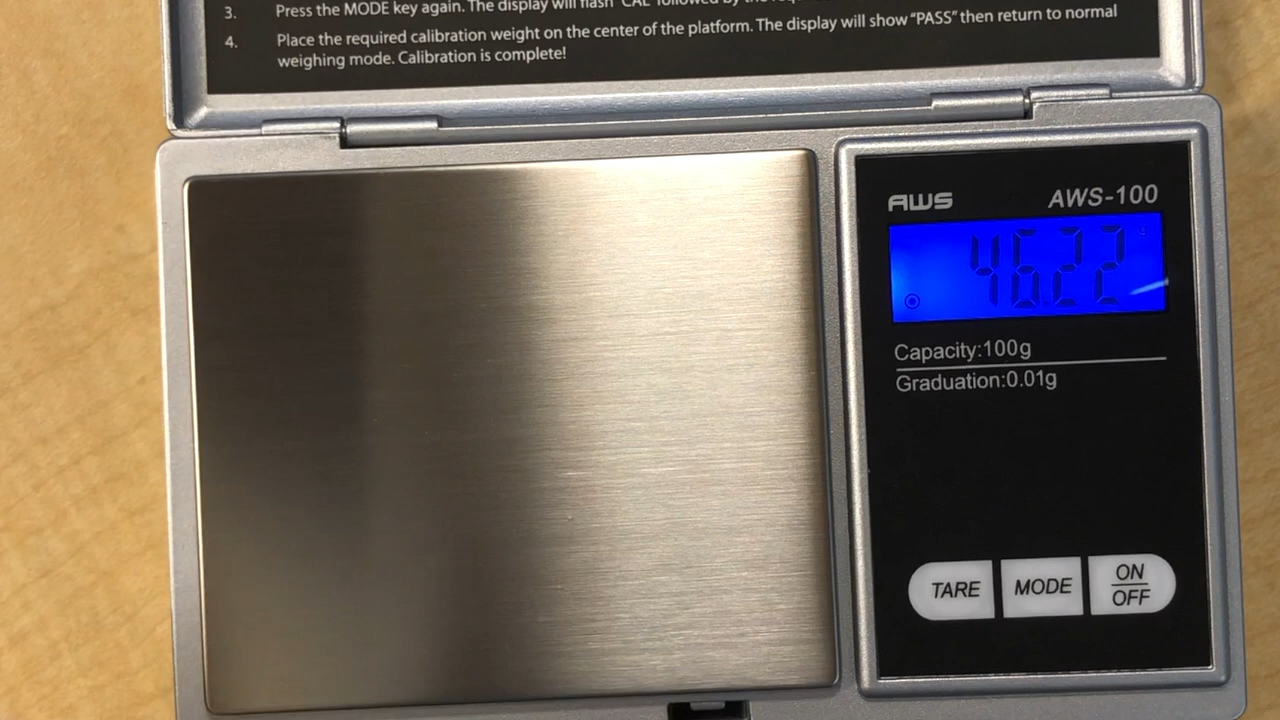 3. Press the MODE key again. The display will flash "CAL" followed by the
4. Place the required calibration weight on the center of the platform. The display will show "PASS" then return to normal
weighing mode. Calibration is complete!
AWS AWS-100
46.22
Capacity:100g
Graduation:0.01g
TARE MODE ON
OFF